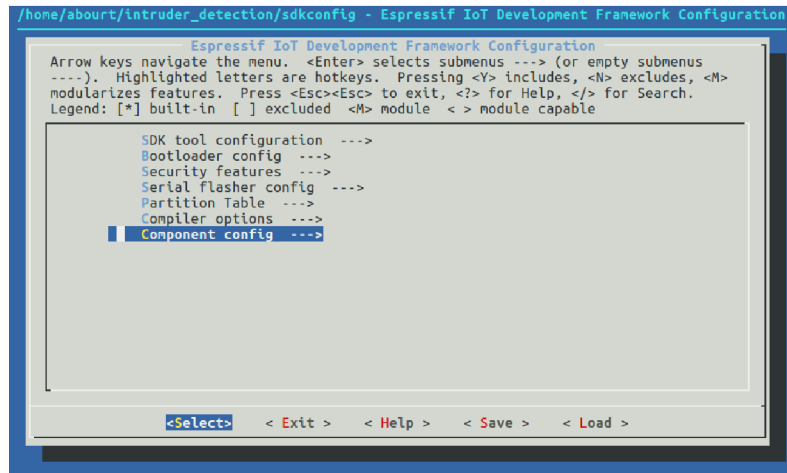 /home/abourt/intruder_detection/sdkconfig - Espressif IoT Development Framework Configuration
Espressif IoT Development Framework Configuration
Arrow keys navigate the menu.  <Enter> selects submenus ---> (or empty submenus
----).  Highlighted letters are hotkeys.  Pressing <Y> includes, <N> excludes, <M>
modularizes features.  Press <Esc><Esc> to exit, <?> for Help, </> for Search.
Legend: [*] built-in  [ ] excluded  <M> module  < > module capable
SDK tool configuration  --->
Bootloader config  --->
Security features  --->
Serial flasher config  --->
Partition Table  --->
Compiler options  --->
Component config  --->
<Select>    < Exit >    < Help >    < Save >    < Load >